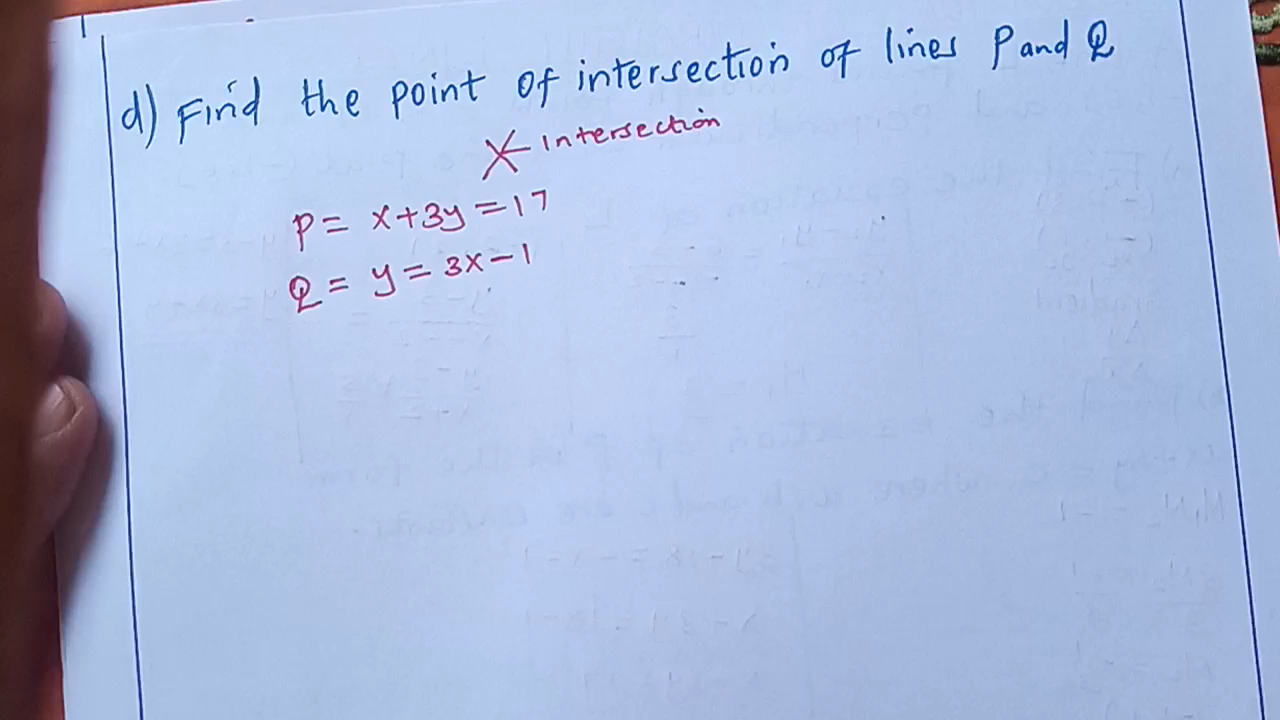 d) Find the point of intersection of lines P and Q
intersection
P = x+3y = 17
Q = y = 3x - 1